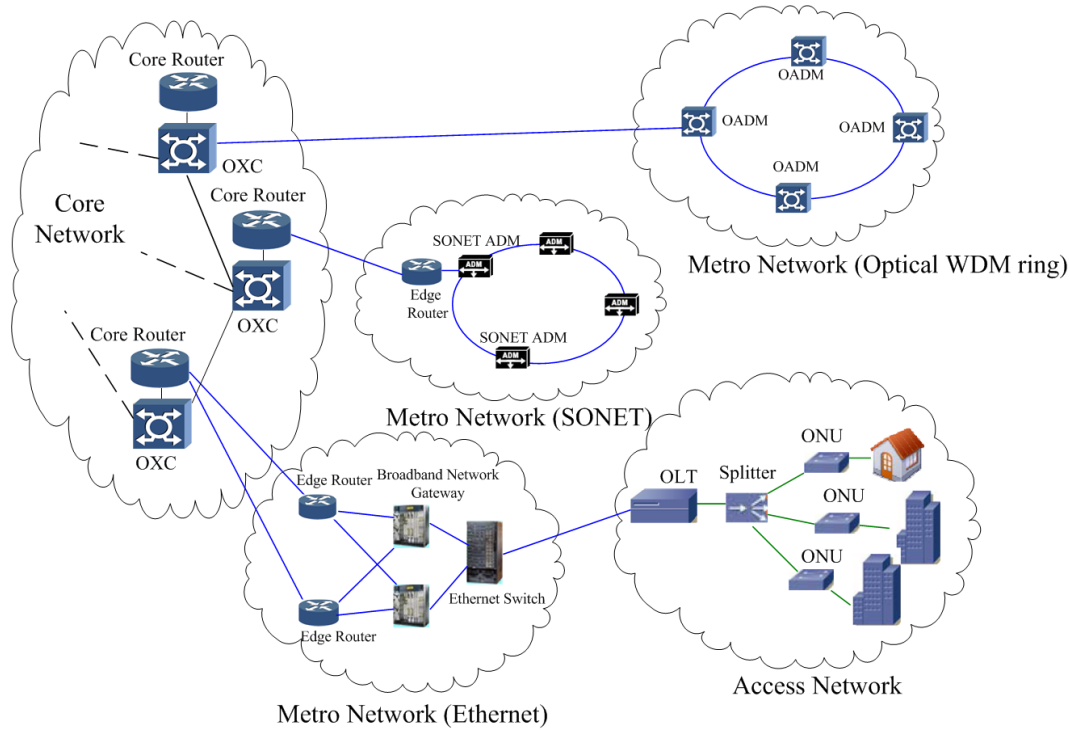 Core Router
OXC
Core Router
Core
Network
OXC
Core Router
OXC
OADM
OADM
OADM
OADM
Metro Network (Optical WDM ring)
SONET ADM
ADM
ADM
Edge
Router
ADM
SONET ADM
ADM
Metro Network (SONET)
Edge Router
Broadband Network
Gateway
Ethernet Switch
Edge Router
Metro Network (Ethernet)
OLT
Splitter
ONU
ONU
ONU
Access Network